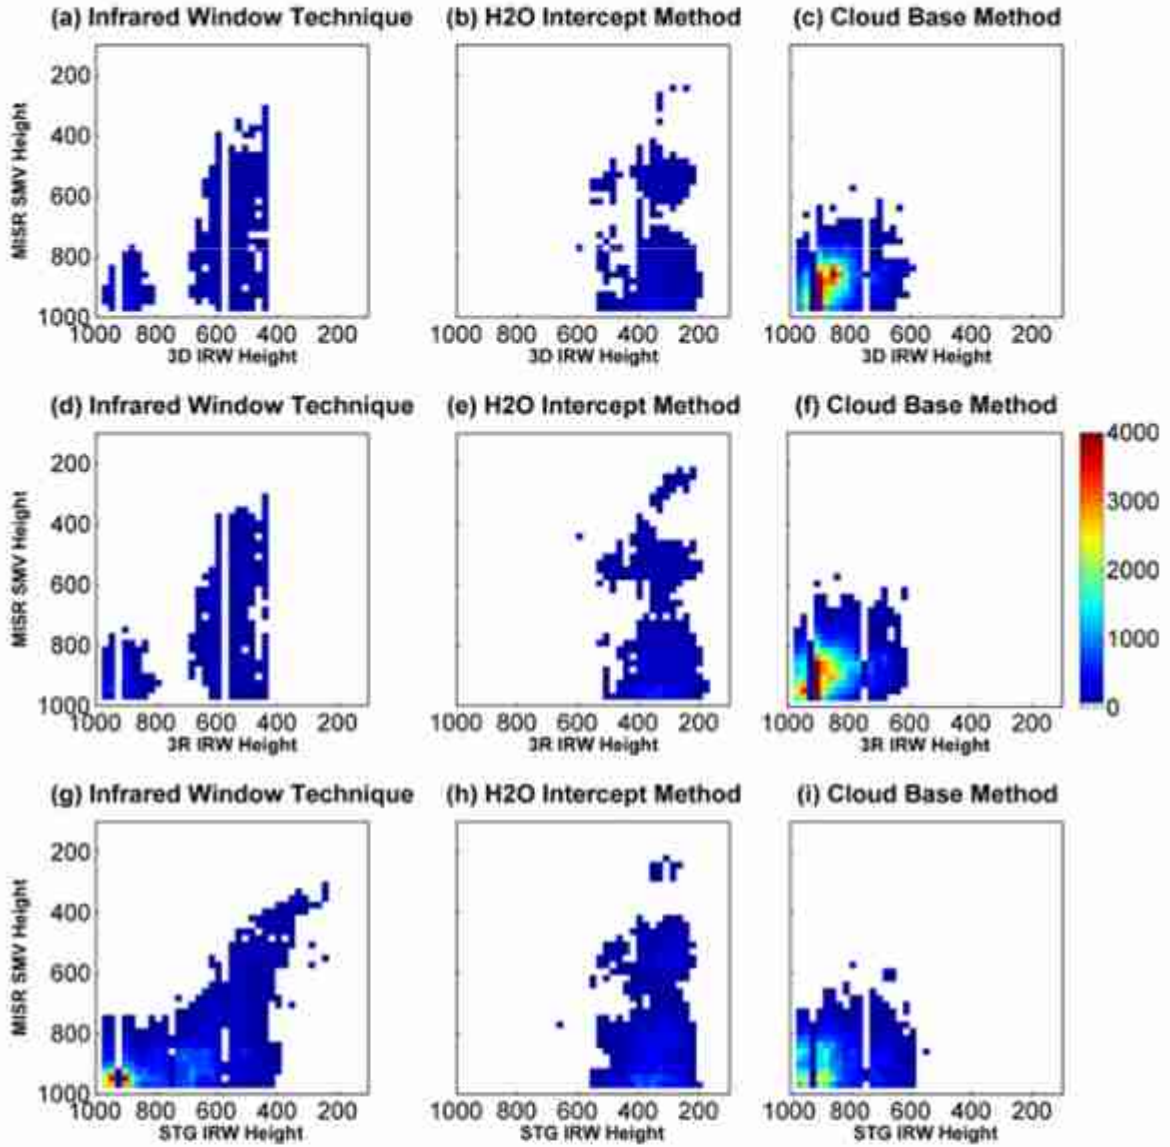 (a) Infrared Window Technique (b) H2O Intercept Method (c) Cloud Base Method
MISR SMV Height
200
400
600
800
1000
1000 800 600 400 200
3D IRW Height
1000 800 600 400 200
3D IRW Height
1000 800 600 400 200
3D IRW Height
(d) Infrared Window Technique (e) H2O Intercept Method (f) Cloud Base Method
MISR SMV Height
200
400
600
800
1000
1000 800 600 400 200
3R IRW Height
1000 800 600 400 200
3R IRW Height
1000 800 600 400 200
3R IRW Height
4000
3000
2000
1000
0
(g) Infrared Window Technique (h) H2O Intercept Method (i) Cloud Base Method
MISR SMV Height
200
400
600
800
1000
1000 800 600 400 200
STG IRW Height
1000 800 600 400 200
STG IRW Height
1000 800 600 400 200
STG IRW Height